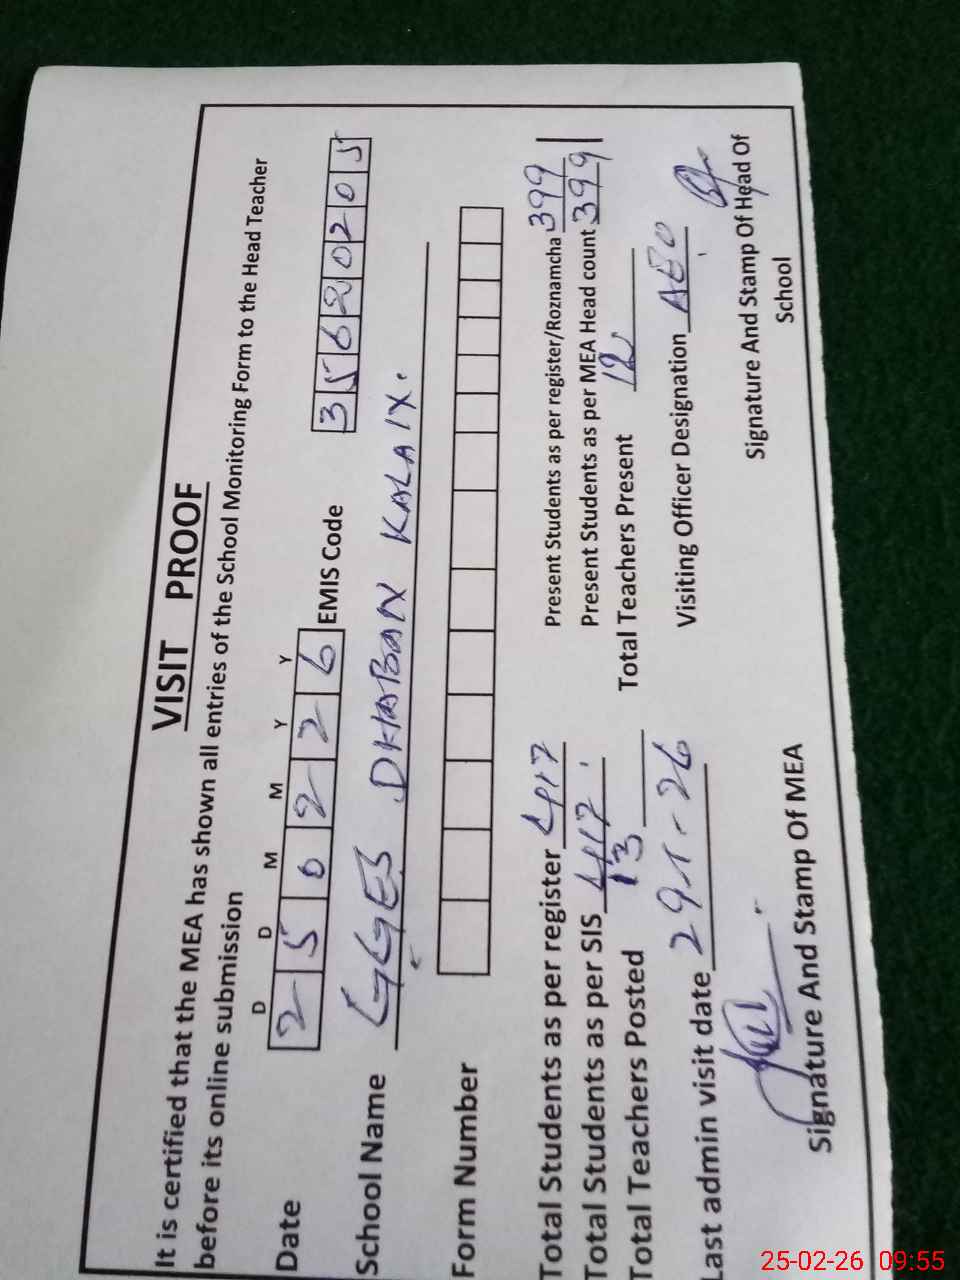 VISIT PROOF
It is certified that the MEA has shown all entries of the School Monitoring Form to the Head Teacher
before its online submission
D D M M Y Y
Date 2 5 0 2 2 6 EMIS Code 3 5 6 2 0 2 0 5
School Name GGES DHABAN KALAIX.
Form Number
Total Students as per register 417 Present Students as per register/Roznamcha 399
Total Students as per SIS 417 Present Students as per MEA Head count 399
Total Teachers Posted 13 Total Teachers Present 12
Last admin visit date 29-1-26 Visiting Officer Designation AEO
Signature And Stamp Of MEA Signature And Stamp Of Head Of
School
25-02-26 09:55